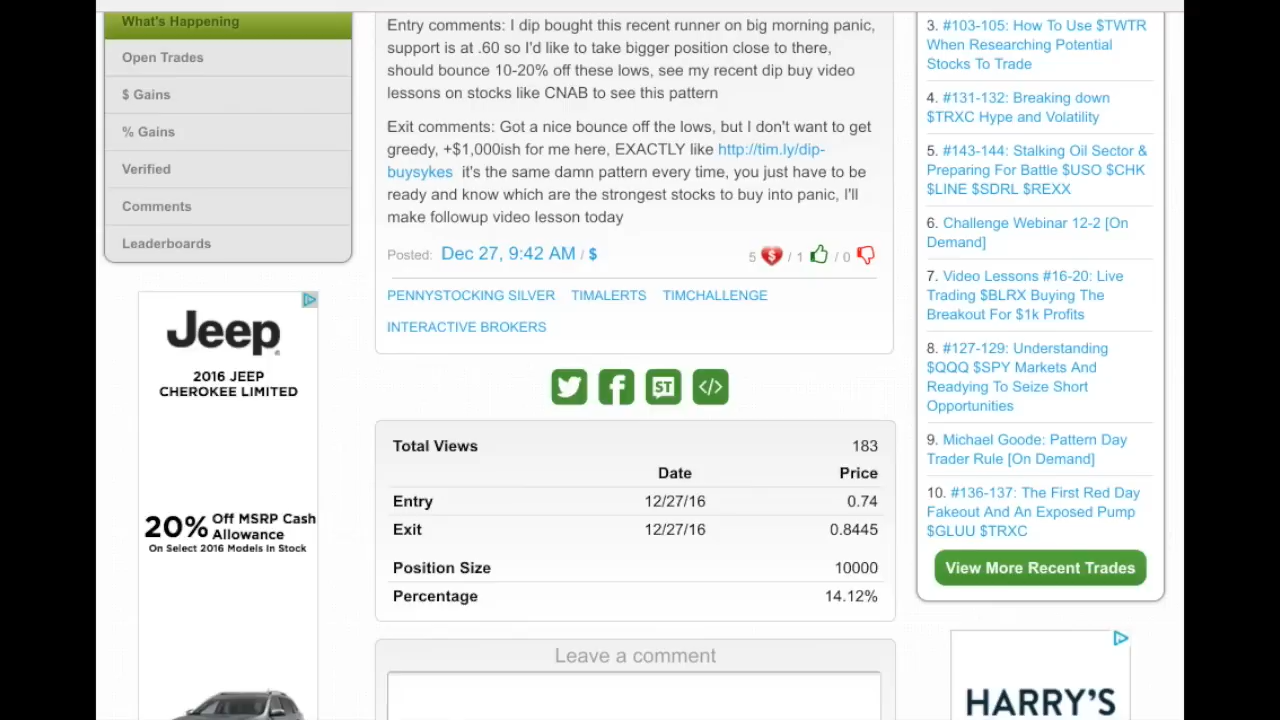 What's Happening
Open Trades
$ Gains
% Gains
Verified
Comments
Leaderboards
Jeep
2016 JEEP
CHEROKEE LIMITED
20% Off MSRP Cash
Allowance
On Select 2016 Models In Stock
Entry comments: I dip bought this recent runner on big morning panic,
support is at .60 so I'd like to take bigger position close to there,
should bounce 10-20% off these lows, see my recent dip buy video
lessons on stocks like CNAB to see this pattern
Exit comments: Got a nice bounce off the lows, but I don't want to get
greedy, +$1,000ish for me here, EXACTLY like http://tim.ly/dip-
buysykes it's the same damn pattern every time, you just have to be
ready and know which are the strongest stocks to buy into panic, I'll
make followup video lesson today
Posted: Dec 27, 9:42 AM / $
5 $ / 1 / 0
PENNYSTOCKING SILVER TIMALERTS TIMCHALLENGE
INTERACTIVE BROKERS
ST </>
Total Views 183
Date Price
Entry 12/27/16 0.74
Exit 12/27/16 0.8445
Position Size 10000
Percentage 14.12%
Leave a comment
3. #103-105: How To Use $TWTR
When Researching Potential
Stocks To Trade
4. #131-132: Breaking down
$TRXC Hype and Volatility
5. #143-144: Stalking Oil Sector &
Preparing For Battle $USO $CHK
$LINE $SDRL $REXX
6. Challenge Webinar 12-2 [On
Demand]
7. Video Lessons #16-20: Live
Trading $BLRX Buying The
Breakout For $1k Profits
8. #127-129: Understanding
$QQQ $SPY Markets And
Readying To Seize Short
Opportunities
9. Michael Goode: Pattern Day
Trader Rule [On Demand]
10. #136-137: The First Red Day
Fakeout And An Exposed Pump
$GLUU $TRXC
View More Recent Trades
HARRY'S